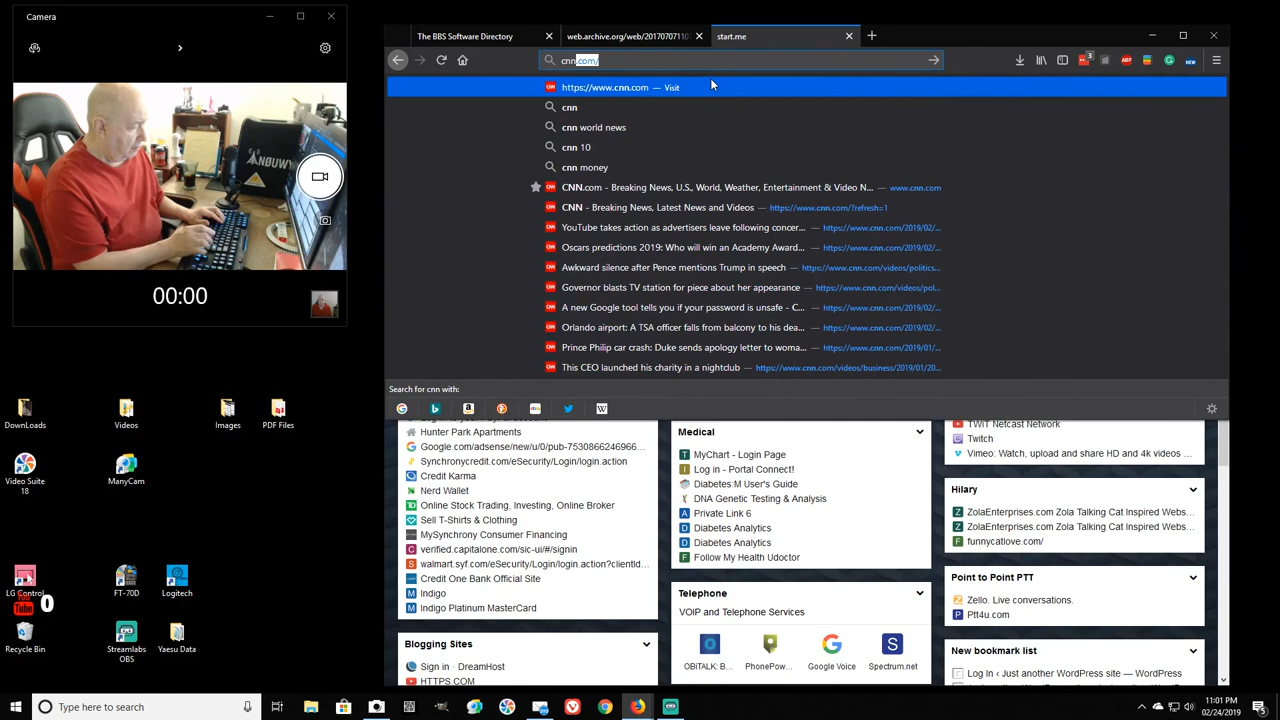 Camera
NØUWY
00:00
The BBS Software Directory
web.archive.org/web/201707071107
start.me
cnn.com/
3
ABP
NEW
https://www.cnn.com — Visit
cnn
cnn world news
cnn 10
cnn money
CNN.com - Breaking News, U.S., World, Weather, Entertainment & Video N... — www.cnn.com
CNN - Breaking News, Latest News and Videos — https://www.cnn.com/?refresh=1
YouTube takes action as advertisers leave following concer... — https://www.cnn.com/2019/02/...
Oscars predictions 2019: Who will win an Academy Award... — https://www.cnn.com/2019/02/...
Awkward silence after Pence mentions Trump in speech — https://www.cnn.com/videos/politics...
Governor blasts TV station for piece about her appearance — https://www.cnn.com/videos/pol...
A new Google tool tells you if your password is unsafe - C... — https://www.cnn.com/2019/02/...
Orlando airport: A TSA officer falls from balcony to his dea... — https://www.cnn.com/2019/02/...
Prince Philip car crash: Duke sends apology letter to woma... — https://www.cnn.com/2019/01/...
This CEO launched his charity in a nightclub — https://www.cnn.com/videos/business/2019/01/20...
Search for cnn with:
Hunter Park Apartments
Google.com/adsense/new/u/0/pub-7530866246966...
Synchronycredit.com/eSecurity/Login/login.action
Credit Karma
Nerd Wallet
Online Stock Trading, Investing, Online Broker
Sell T-Shirts & Clothing
MySynchrony Consumer Financing
verified.capitalone.com/sic-ui/#/signin
walmart.syf.com/eSecurity/Login/login.action?clientId...
Credit One Bank Official Site
Indigo
Indigo Platinum MasterCard
Blogging Sites
Sign in · DreamHost
HTTPS.COM
Medical
MyChart - Login Page
Log in - Portal Connect!
Diabetes:M User's Guide
DNA Genetic Testing & Analysis
Private Link 6
Diabetes Analytics
Diabetes Analytics
Follow My Health Udoctor
Telephone
VOIP and Telephone Services
OBiTALK: B...
PhonePow...
Google Voice
Spectrum.net
TWIT Netcast Network
Twitch
Vimeo: Watch, upload and share HD and 4k videos ...
Hilary
ZolaEnterprises.com Zola Talking Cat Inspired Webs...
ZolaEnterprises.com Zola Talking Cat Inspired Webs...
funnycatlove.com/
Point to Point PTT
Zello. Live conversations.
Ptt4u.com
New bookmark list
Log In ‹ Just another WordPress site — WordPress
DownLoads
Videos
Images
PDF Files
Video Suite
18
ManyCam
LG Control
FT-70D
Logitech
You Tube 0
Recycle Bin
Streamlabs
OBS
Yaesu Data
Type here to search
11:01 PM
02/24/2019
5